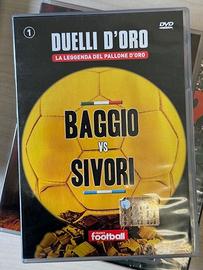 1
DUELLI D'ORO
DVD
LA LEGGENDA DEL PALLONE D'ORO
BAGGIO
VS
SIVORI
football